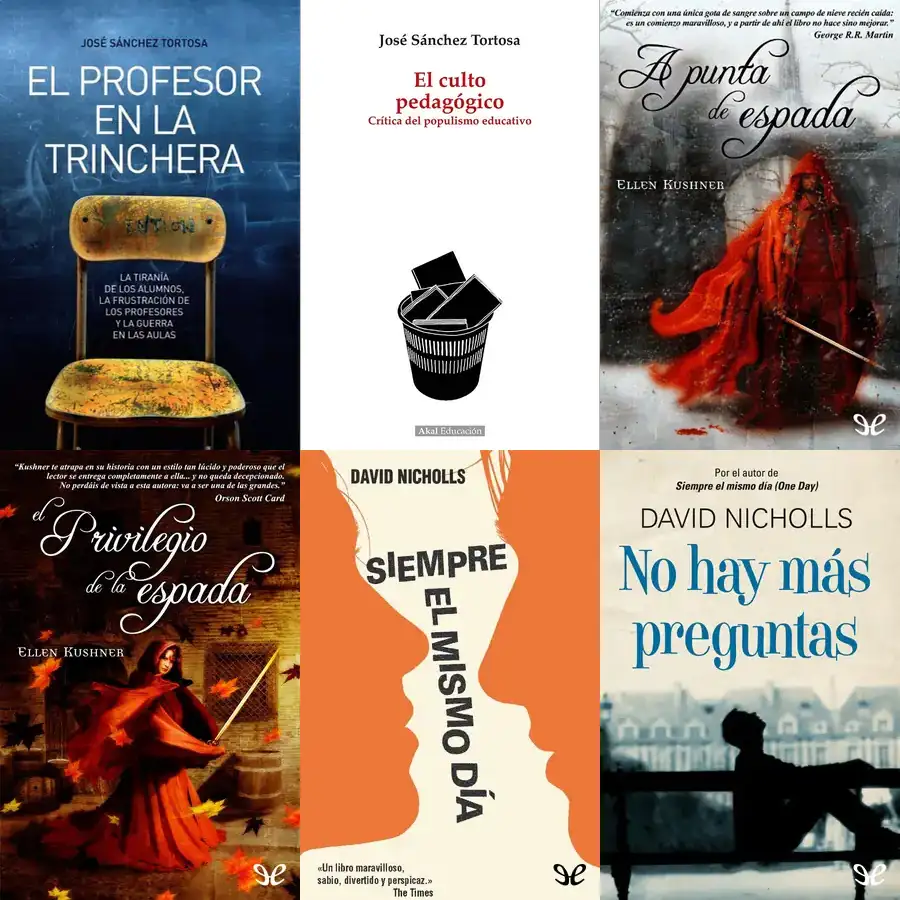 JOSÉ SÁNCHEZ TORTOSA
EL PROFESOR
EN LA
TRINCHERA
LA TIRANÍA
DE LOS ALUMNOS,
LA FRUSTRACIÓN DE
LOS PROFESORES
Y LA GUERRA
EN LAS AULAS
José Sánchez Tortosa
El culto
pedagógico
Crítica del populismo educativo
Akal Educación
“Comienza con una única gota de sangre sobre un campo de nieve recién caída:
es un comienzo maravilloso, y a partir de ahí el libro no hace sino mejorar.”
George R.R. Martin
A punta
de espada
ELLEN KUSHNER
“Kushner te atrapa en su historia con un estilo tan lúcido y poderoso que el
lector se entrega completamente a ella... y no queda decepcionado.
No perdáis de vista a esta autora: va a ser una de las grandes.”
Orson Scott Card
el
Privilegio
de la espada
ELLEN KUSHNER
DAVID NICHOLLS
SIEMPRE
EL MISMO DÍA
«Un libro maravilloso,
sabio, divertido y perspicaz.»
The Times
Por el autor de
Siempre el mismo día (One Day)
DAVID NICHOLLS
No hay más
preguntas